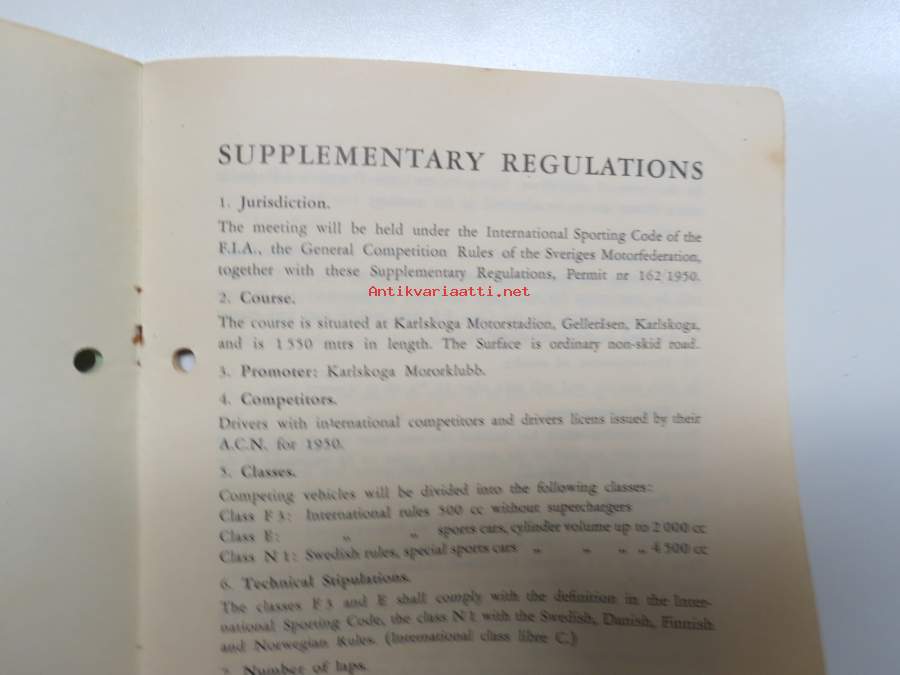 SUPPLEMENTARY REGULATIONS
1. Jurisdiction.
The meeting will be held under the International Sporting Code of the
F.I.A., the General Competition Rules of the Sveriges Motorfederation,
together with these Supplementary Regulations, Permit nr 162/1950.
Antikvariaatti.net
2. Course.
The course is situated at Karlskoga Motorstadion, Gelleråsen, Karlskoga,
and is 1 550 mtrs in length. The Surface is ordinary non-skid road.
3. Promoter: Karlskoga Motorklubb.
4. Competitors.
Drivers with international competitors and drivers licens issued by their
A.C.N. for 1950.
5. Classes.
Competing vehicles will be divided into the following classes:
Class F 3: International rules 500 cc without superchargers
Class E: „ „ sports cars, cylinder volume up to 2 000 cc
Class N 1: Swedish rules, special sports cars „ „ „ „ 4 500 cc
6. Technical Stipulations.
The classes F 3 and E shall comply with the definition in the Inter-
national Sporting Code, the class N 1 with the Swedish, Danish, Finnish
and Norwegian Rules. (International class libre C.)
7. Number of laps.